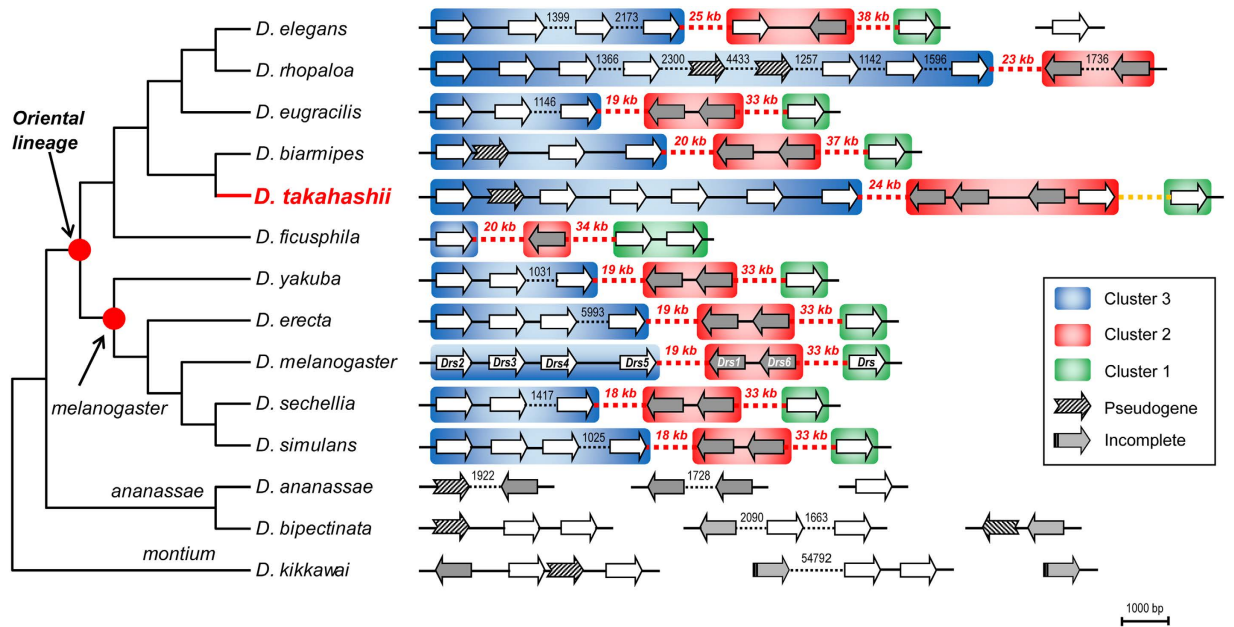 D. elegans
1399
2173
25 kb
38 kb
D. rhopaloa
1366
2300
4433
1257
1142
1596
23 kb
1736
Oriental
lineage
D. eugracilis
1146
19 kb
33 kb
D. biarmipes
20 kb
37 kb
D. takahashii
24 kb
D. ficusphila
20 kb
34 kb
D. yakuba
1031
19 kb
33 kb
D. erecta
5993
19 kb
33 kb
D. melanogaster
Drs2
Drs3
Drs4
Drs5
19 kb
Drs1
Drs6
33 kb
Drs
melanogaster
D. sechellia
1417
18 kb
33 kb
D. simulans
1025
18 kb
33 kb
ananassae
D. ananassae
1922
1728
D. bipectinata
2090
1663
montium
D. kikkawai
54792
Cluster 3
Cluster 2
Cluster 1
Pseudogene
Incomplete
1000 bp